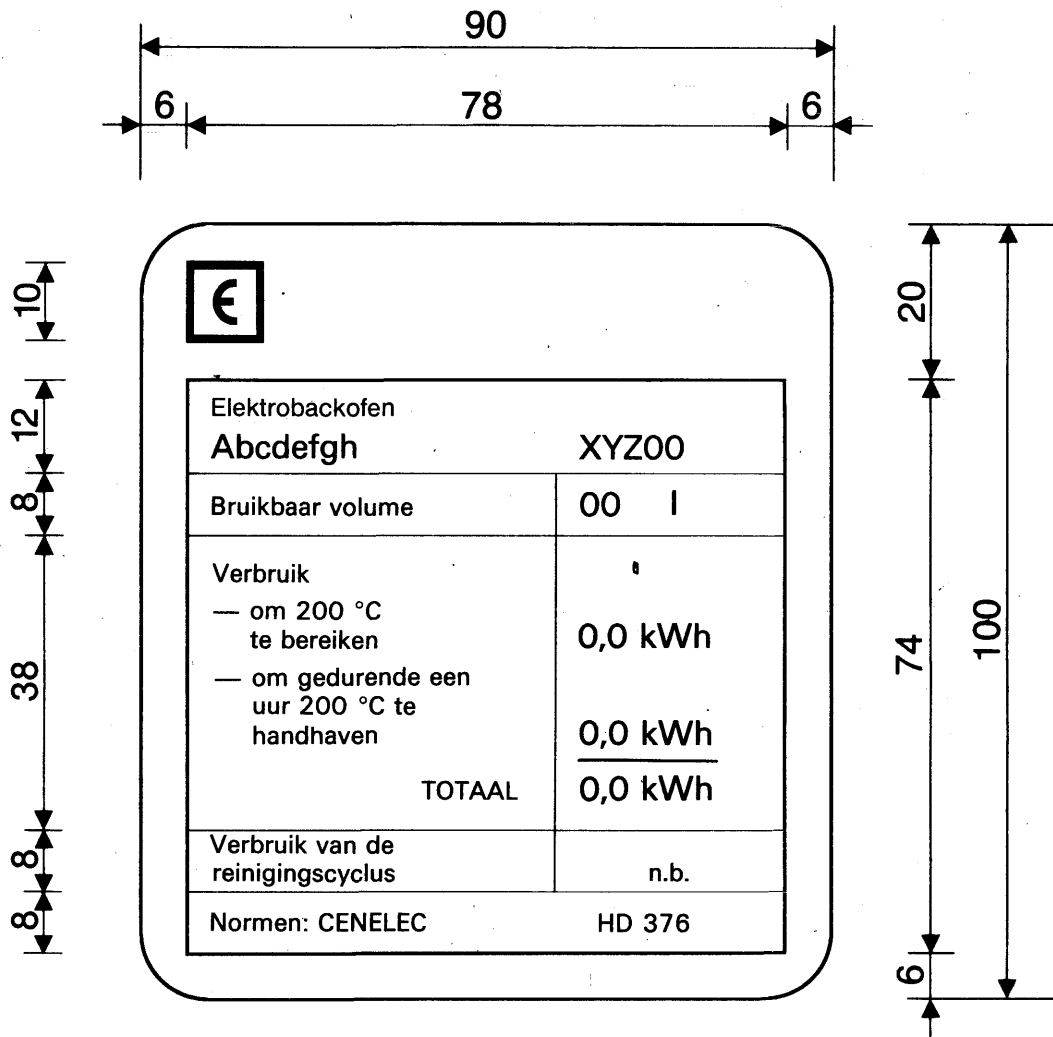 90
6 78 6
10
20
Є
12
Elektrobackofen
Abcdefgh XYZ00
8
Bruikbaar volume 00 l
38
74
100
Verbruik
— om 200 °C
te bereiken 0,0 kWh
— om gedurende een
uur 200 °C te
handhaven 0,0 kWh
TOTAAL 0,0 kWh
8
Verbruik van de
reinigingscyclus n.b.
8
Normen: CENELEC HD 376
6